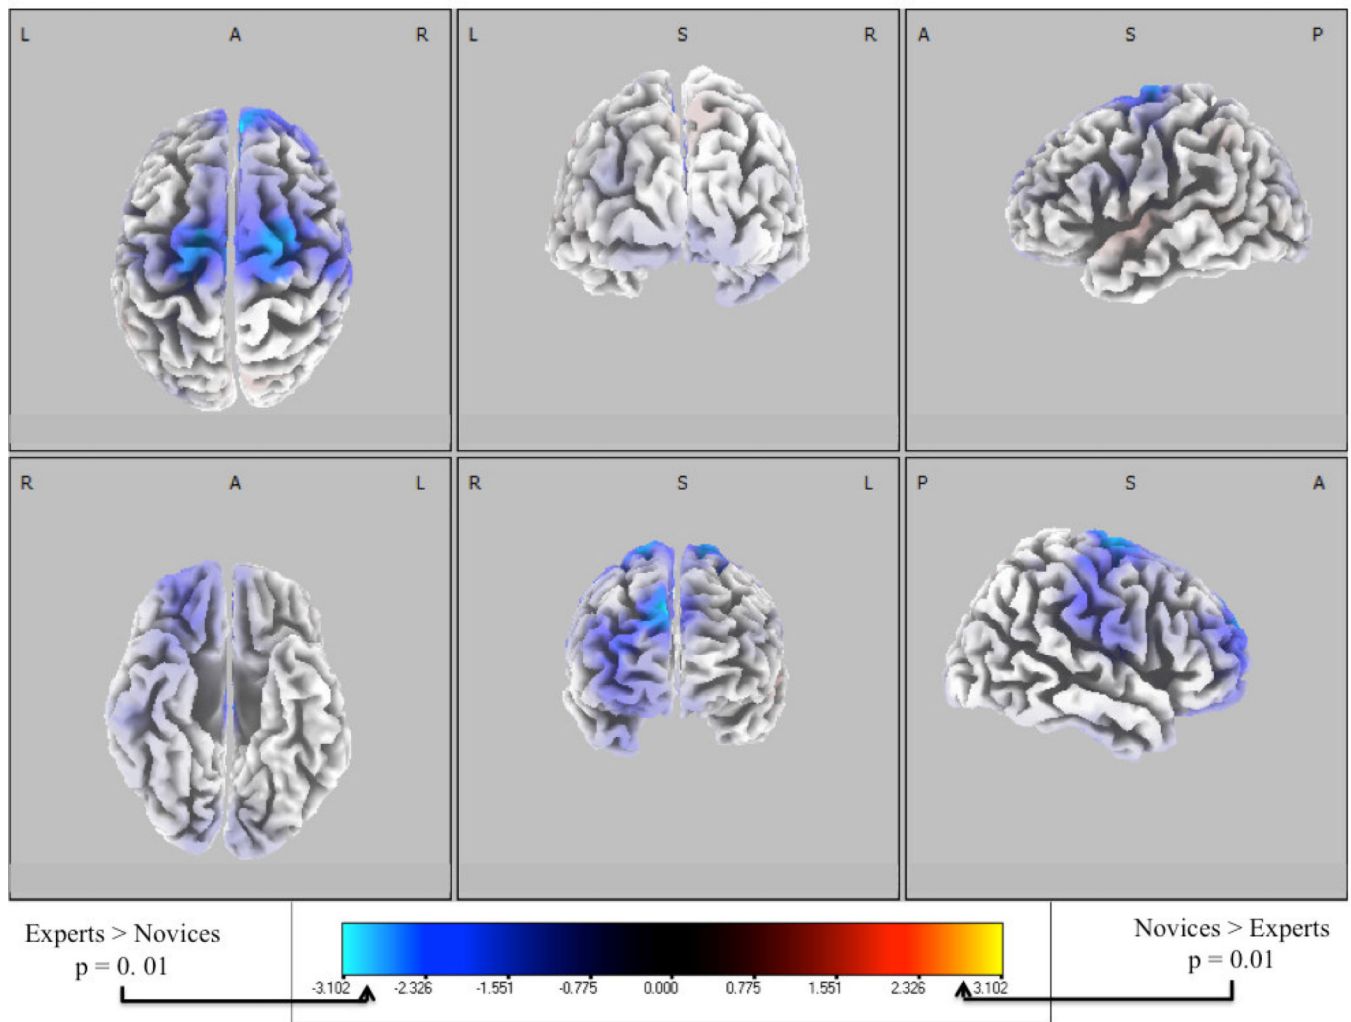 L A R
L S R
A S P
R A L
R S L
P S A
Experts > Novices
p = 0. 01
Novices > Experts
p = 0.01
-3.102 -2.326 -1.551 -0.775 0.000 0.775 1.551 2.326 3.102